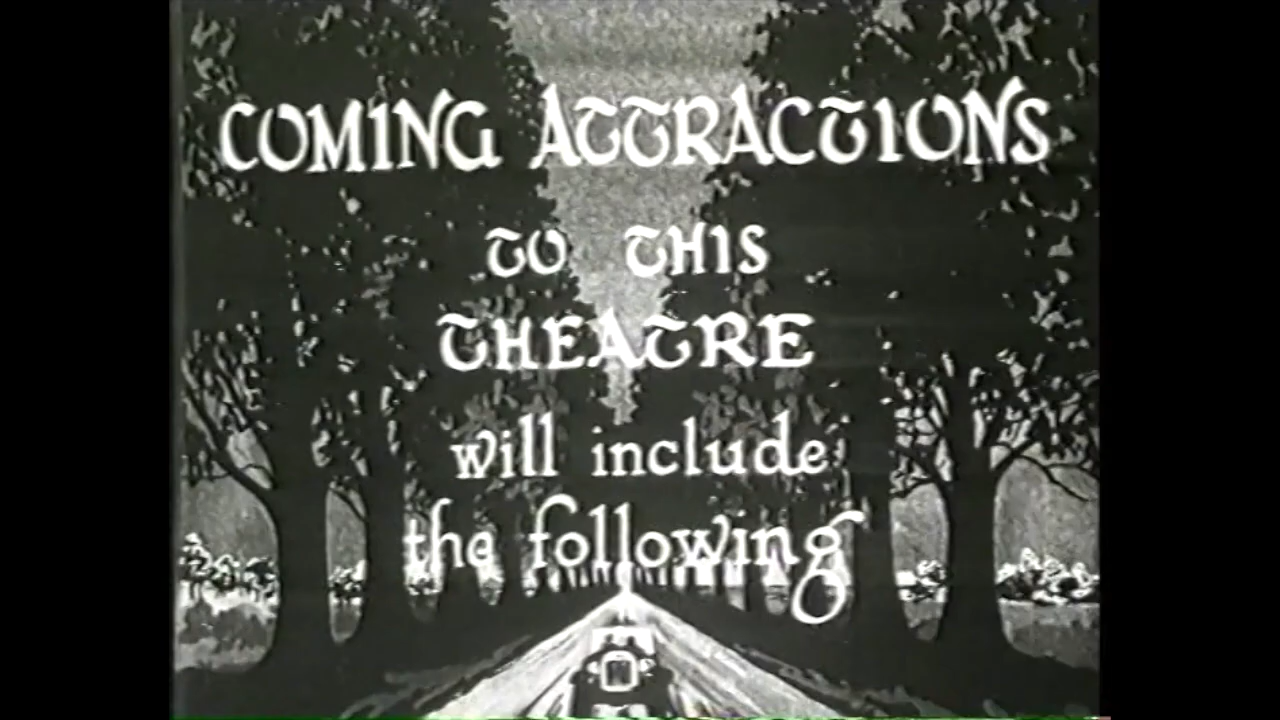 COMING ATTRACTIONS
TO THIS
THEATRE
will include
the following